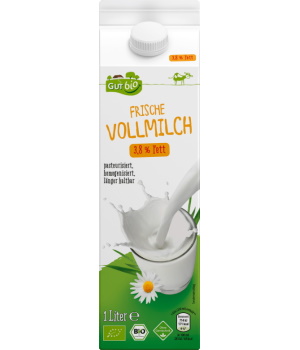 3,8 % Fett
GUT bio
FRISCHE
VOLLMILCH
3,8 % Fett
pasteurisiert,
homogenisiert,
länger haltbar
1 Liter ℮
BIO